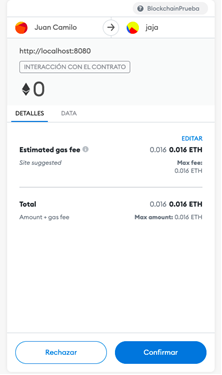 BlockchainPrueba
Juan Camilo
jaja
http://localhost:8080
INTERACCIÓN CON EL CONTRATO
0
DETALLES DATA
EDITAR
Estimated gas fee 0.016 0.016 ETH
Site suggested Max fee:
0.016 ETH
Total 0.016 0.016 ETH
Amount + gas fee Max amount: 0.016 ETH
Rechazar Confirmar